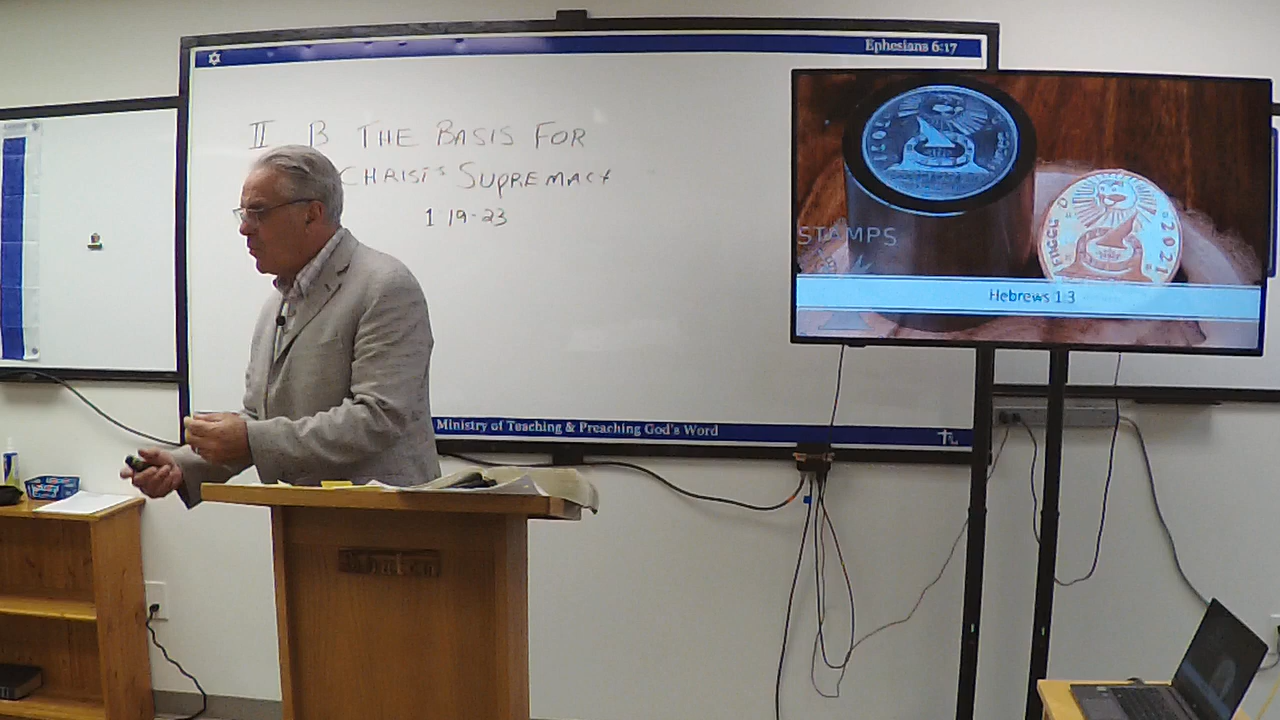 Ephesians 6:17
II B THE BASIS FOR
CHRIST'S SUPREMACY
1:19-23
STAMPS
2021
Hebrews 1:3
Ministry of Teaching & Preaching God's Word